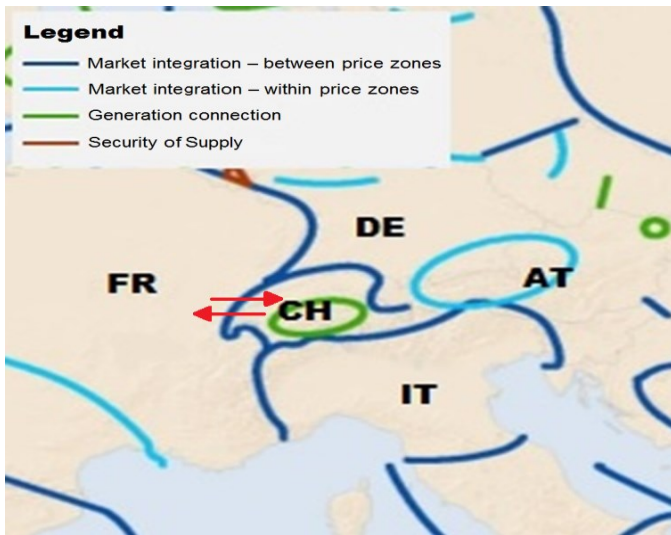 Legend
Market integration – between price zones
Market integration – within price zones
Generation connection
Security of Supply
DE
FR
AT
CH
IT